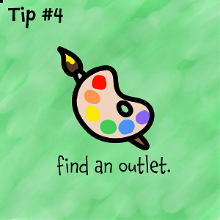 Tip #4
find an outlet.